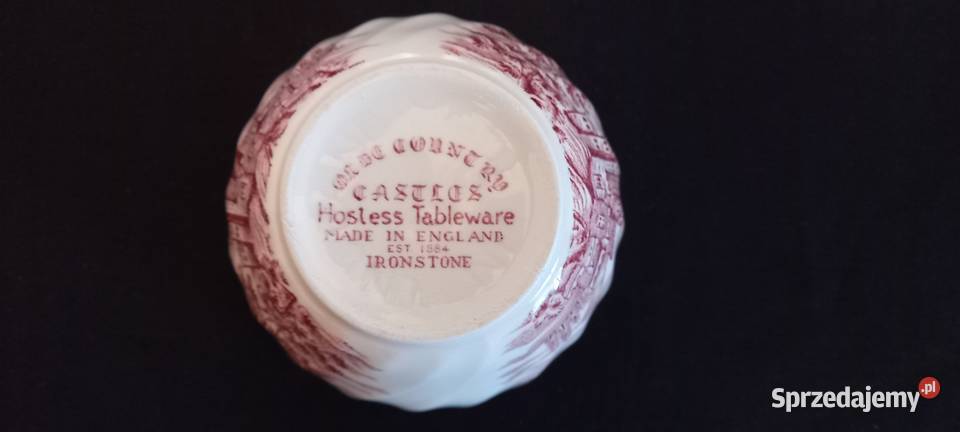 OLDE COUNTRY
CASTLES
Hostess Tableware
MADE IN ENGLAND
EST 1884
IRONSTONE
Sprzedajemy.pl